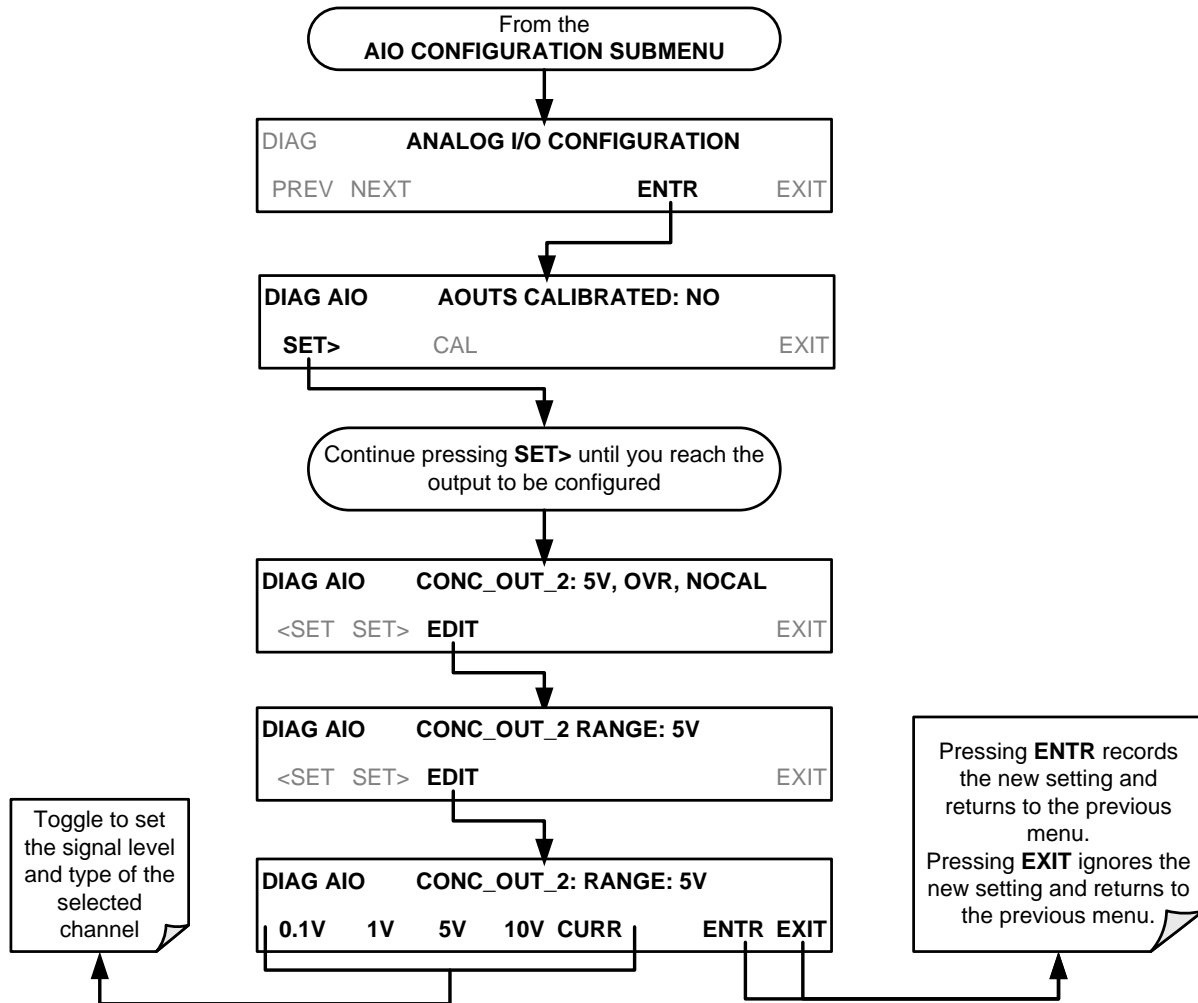 From the
AIO CONFIGURATION SUBMENU
DIAG ANALOG I/O CONFIGURATION
PREV NEXT ENTR EXIT
DIAG AIO AOUTS CALIBRATED: NO
SET> CAL EXIT
Continue pressing SET> until you reach the
output to be configured
DIAG AIO CONC_OUT_2: 5V, OVR, NOCAL
<SET SET> EDIT EXIT
DIAG AIO CONC_OUT_2 RANGE: 5V
<SET SET> EDIT EXIT
Toggle to set
the signal level
and type of the
selected
channel
DIAG AIO CONC_OUT_2: RANGE: 5V
0.1V 1V 5V 10V CURR ENTR EXIT
Pressing ENTR records
the new setting and
returns to the previous
menu.
Pressing EXIT ignores the
new setting and returns to
the previous menu.